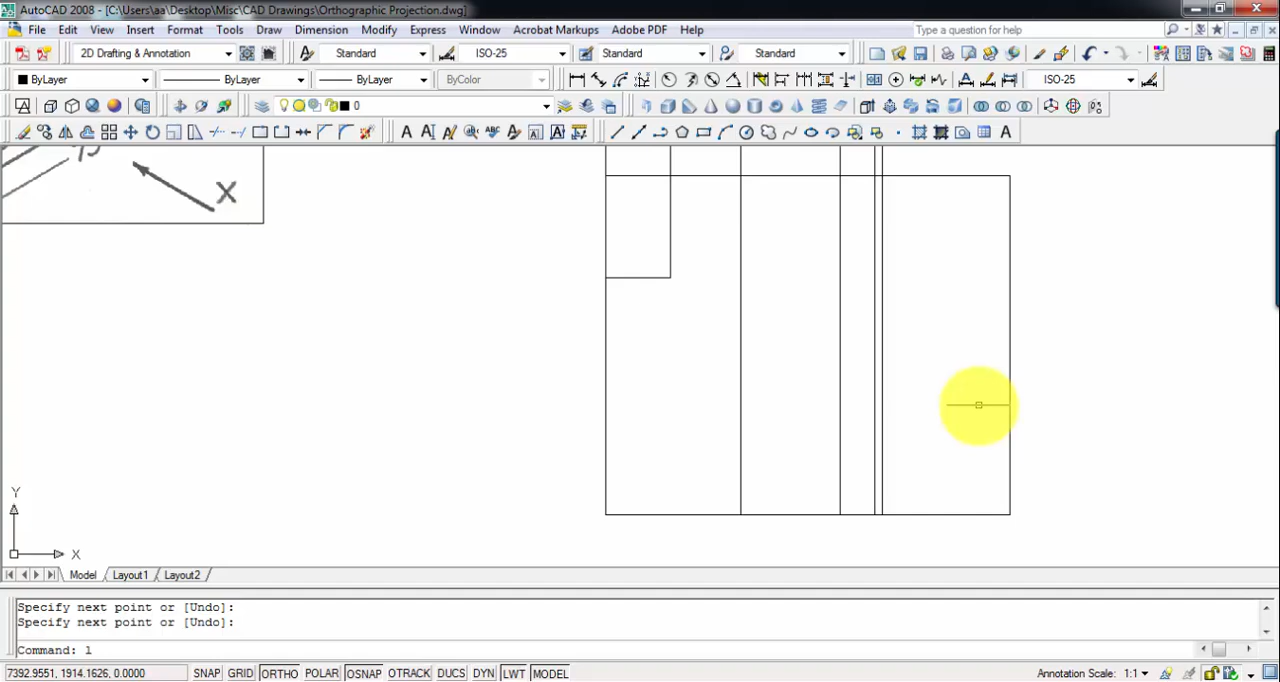 AutoCAD 2008 - [C:\Users\aa\Desktop\Misc\CAD Drawings\Orthographic Projection.dwg]
File Edit View Insert Format Tools Draw Dimension Modify Express Window Acrobat Markups Adobe PDF Help Type a question for help
2D Drafting & Annotation Standard ISO-25 Standard Standard
ByLayer ByLayer ByLayer ByColor ISO-25
0
X
Y
X
Model Layout1 Layout2
Specify next point or [Undo]:
Specify next point or [Undo]:
Command: l
7392.9551, 1914.1626, 0.0000 SNAP GRID ORTHO POLAR OSNAP OTRACK DUCS DYN LWT MODEL Annotation Scale: 1:1